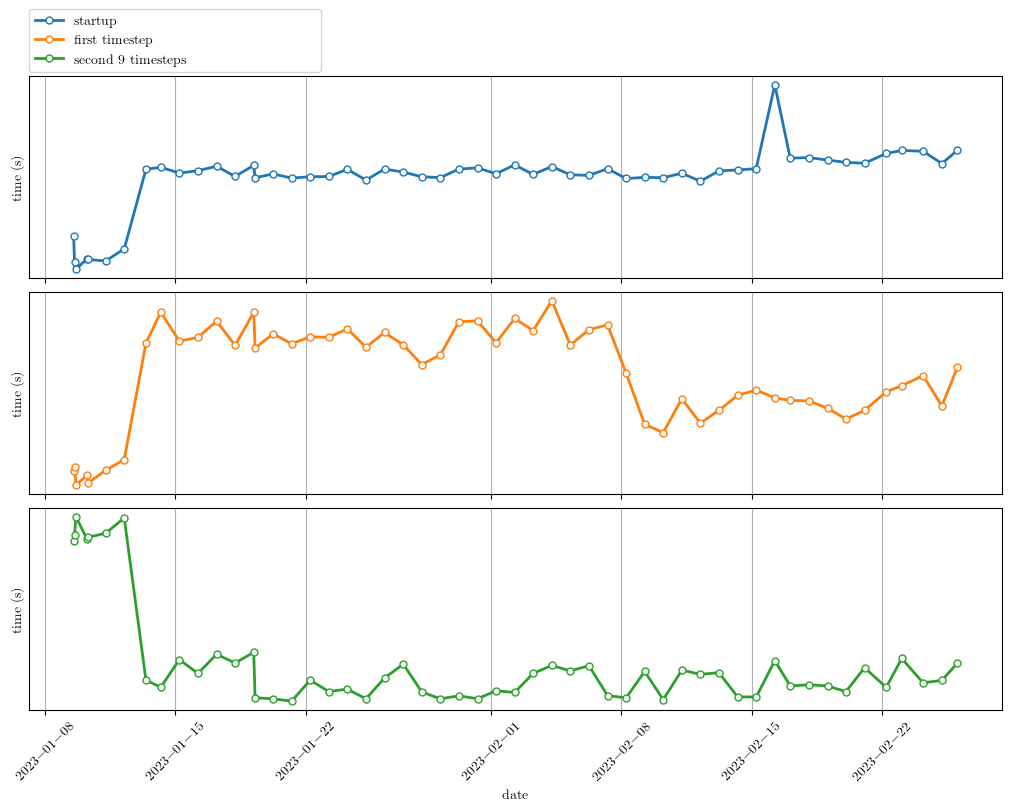 startup
first timestep
second 9 timesteps
time (s)
time (s)
time (s)
2023−01−08
2023−01−15
2023−01−22
2023−02−01
2023−02−08
2023−02−15
2023−02−22
date